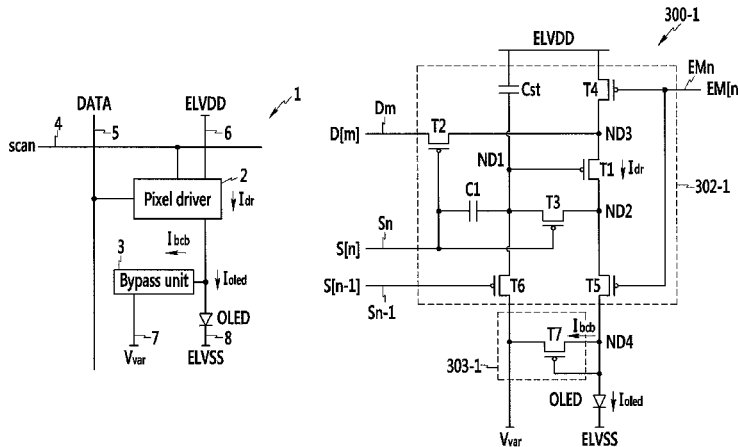 300-1
ELVDD
EMn
EM[n
DATA
ELVDD
1
Cst
T4
Dm
4
5
6
scan
D[m]
T2
ND3
ND1
T1
Idr
2
Pixel driver
Idr
302-1
C1
T3
ND2
Sn
S[n]
Ibcb
3
Bypass unit
Ioled
S[n-1]
T6
T5
Sn-1
OLED
7
8
Vvar
ELVSS
Ibcb
T7
ND4
303-1
OLED
Ioled
Vvar
ELVSS